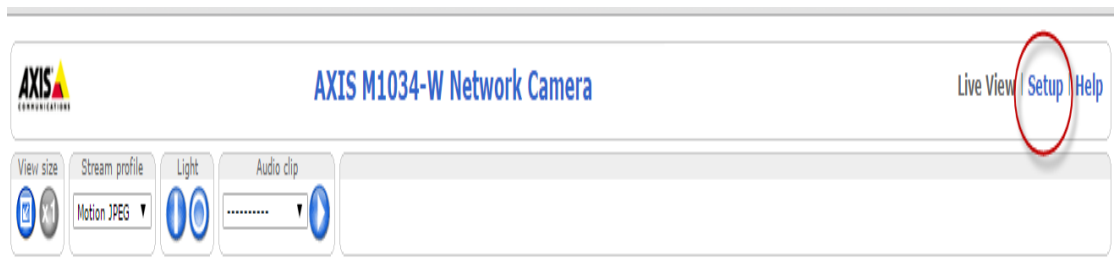 AXIS
COMMUNICATIONS
AXIS M1034-W Network Camera
Live View | Setup | Help
View size
Stream profile
Light
Audio clip
x1
Motion JPEG
----------